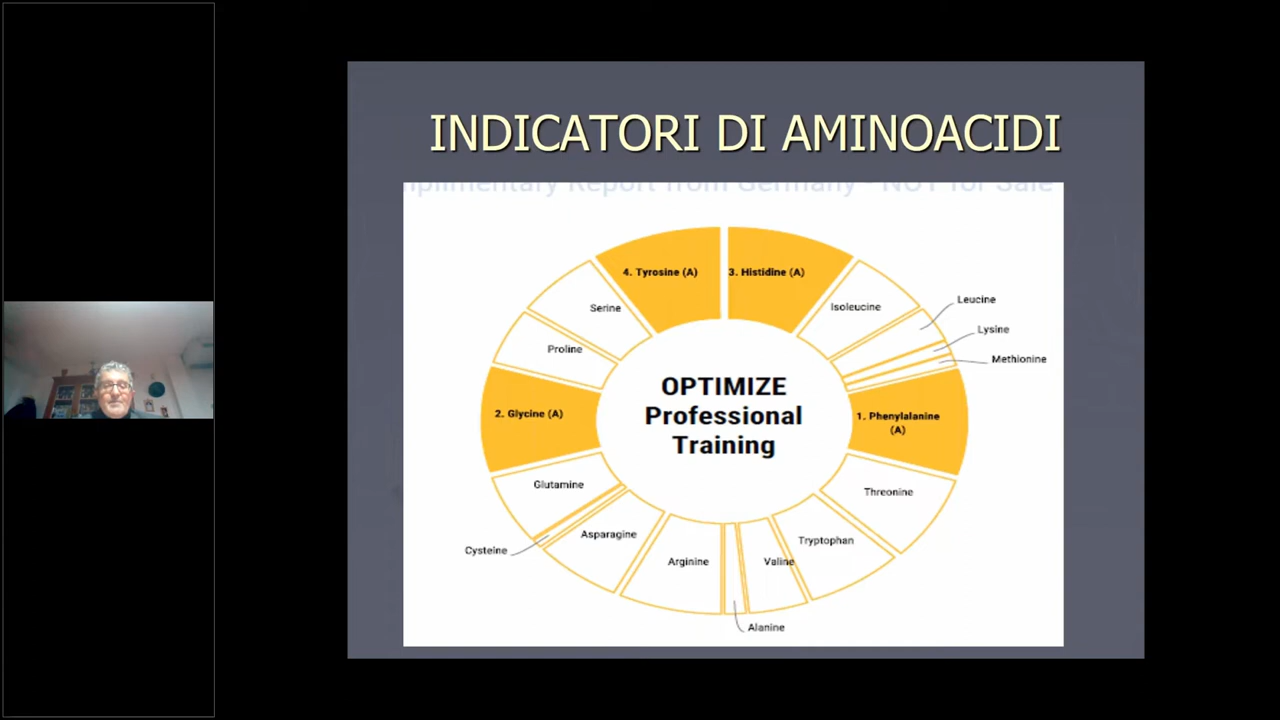 INDICATORI DI AMINOACIDI
Report from Germany - NOT for Sale
4. Tyrosine (A)
3. Histidine (A)
Serine
Isoleucine
Leucine
Lysine
Proline
Methionine
OPTIMIZE
Professional
Training
2. Glycine (A)
1. Phenylalanine
(A)
Glutamine
Threonine
Cysteine
Asparagine
Tryptophan
Arginine
Valine
Alanine